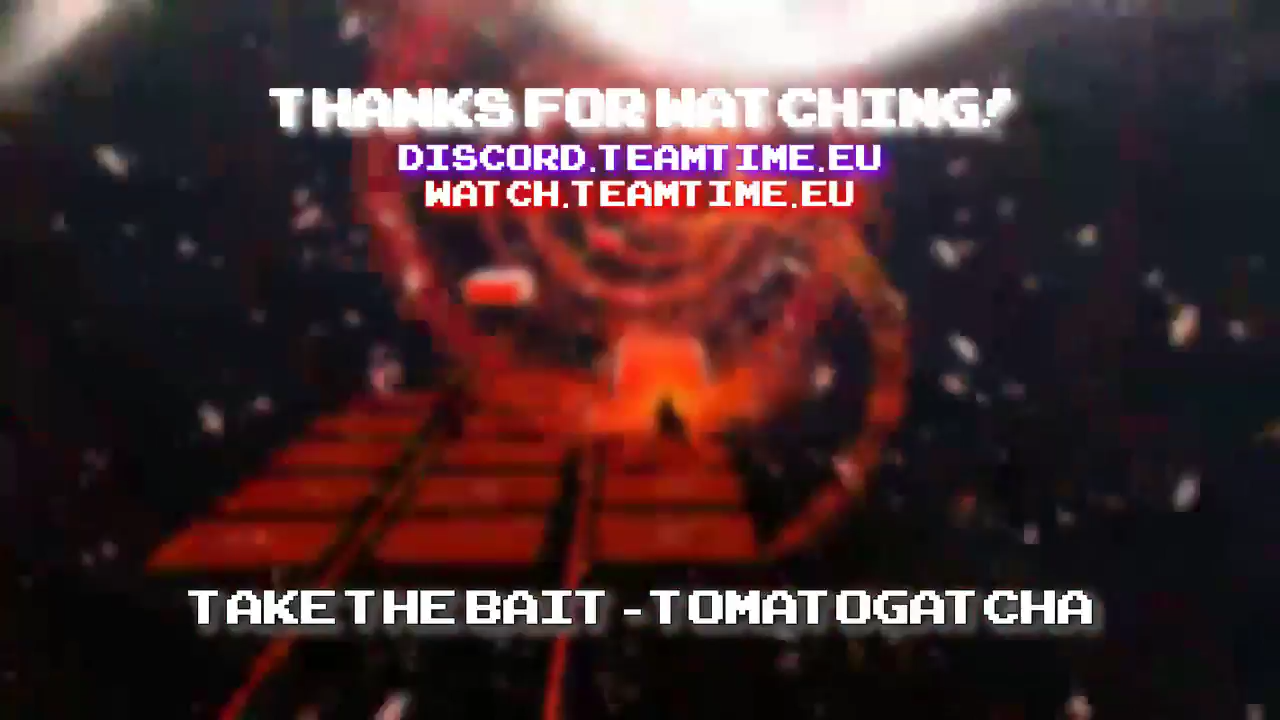 THANKS FOR WATCHING!
DISCORD.TEAMTIME.EU
WATCH.TEAMTIME.EU
TAKE THE BAIT - TOMATOGATCHA